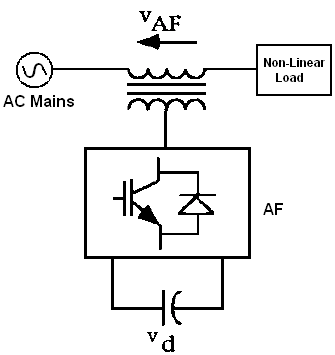 vAF
Non-Linear
Load
AC Mains
AF
vd